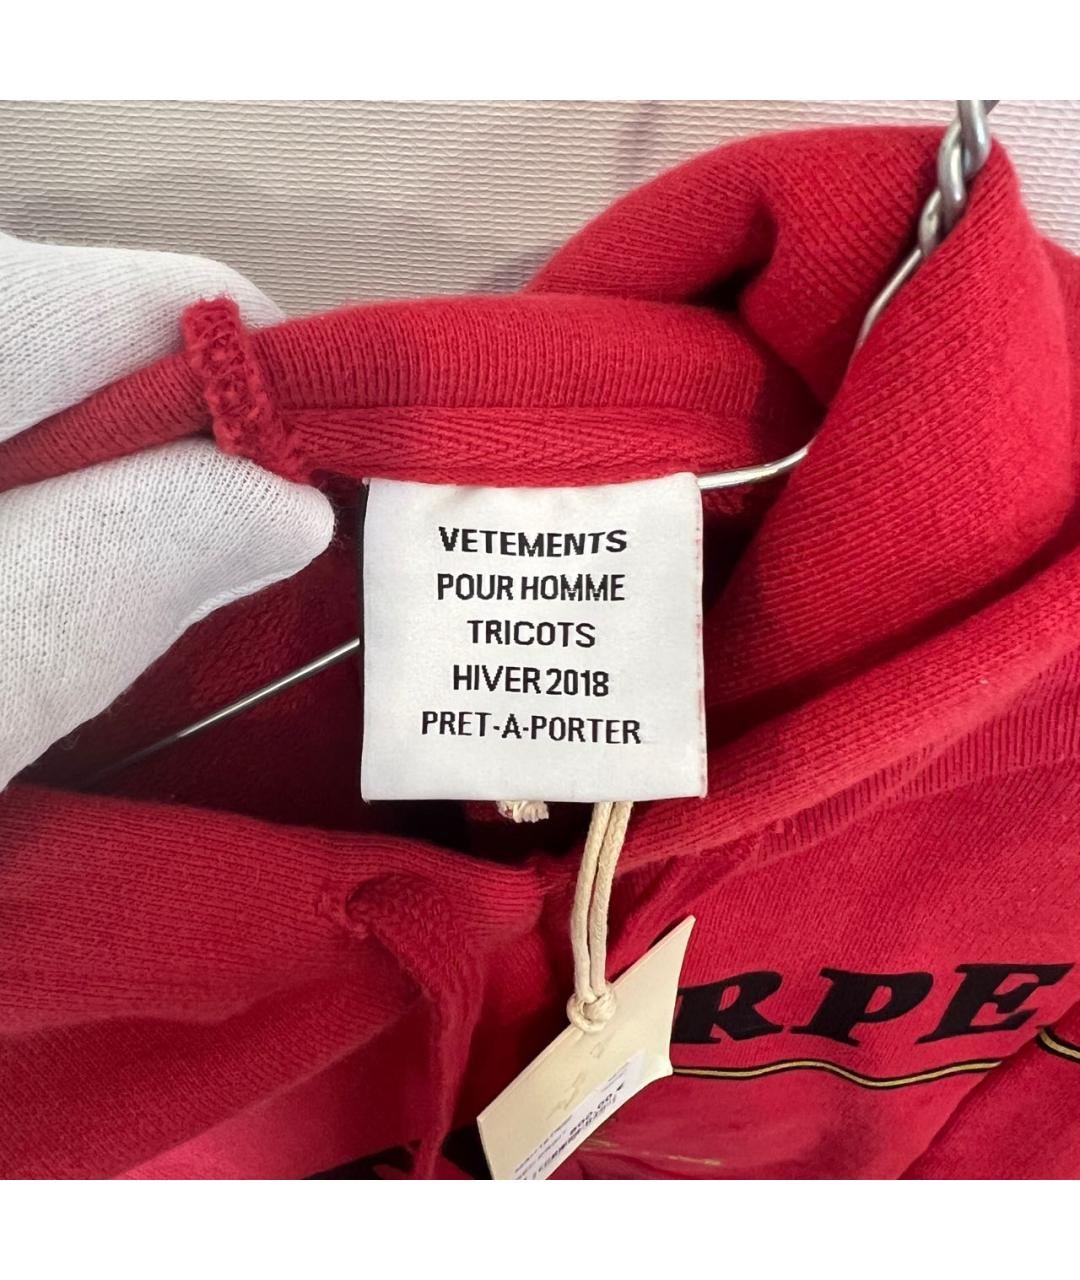 VETEMENTS
POUR HOMME
TRICOTS
HIVER 2018
PRET-A-PORTER
RPE